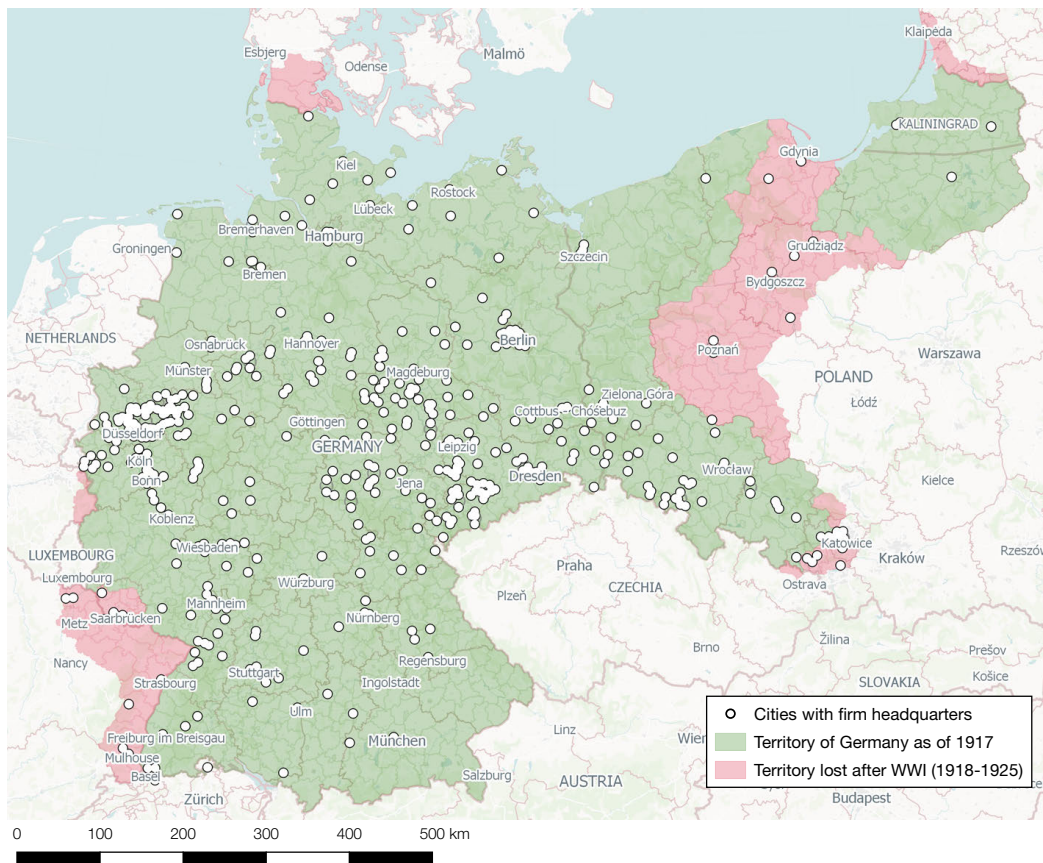 Klaipėda
Esbjerg
Malmö
Odense
KALININGRAD
Gdynia
Kiel
Rostock
Lübeck
Bremerhaven
Hamburg
Groningen
Szczecin
Grudziądz
Bremen
Bydgoszcz
NETHERLANDS
Osnabrück
Hannover
Berlin
Poznań
Warszawa
Münster
Magdeburg
POLAND
Zielona Góra
Łódź
Göttingen
Cottbus - Chóśebuz
Düsseldorf
GERMANY
Leipzig
Köln
Bonn
Jena
Dresden
Wrocław
Kielce
Koblenz
Wiesbaden
Katowice
Kraków
Rzeszów
LUXEMBOURG
Luxembourg
Praha
CZECHIA
Ostrava
Würzburg
Plzeň
Mannheim
Metz
Saarbrücken
Nürnberg
Brno
Žilina
Prešov
Nancy
Regensburg
Košice
Stuttgart
Strasbourg
Ingolstadt
SLOVAKIA
Ulm
Linz
Freiburg im Breisgau
München
Mulhouse
Basel
Salzburg
AUSTRIA
Zürich
Budapest
Cities with firm headquarters
Territory of Germany as of 1917
Territory lost after WWI (1918-1925)
0 100 200 300 400 500 km